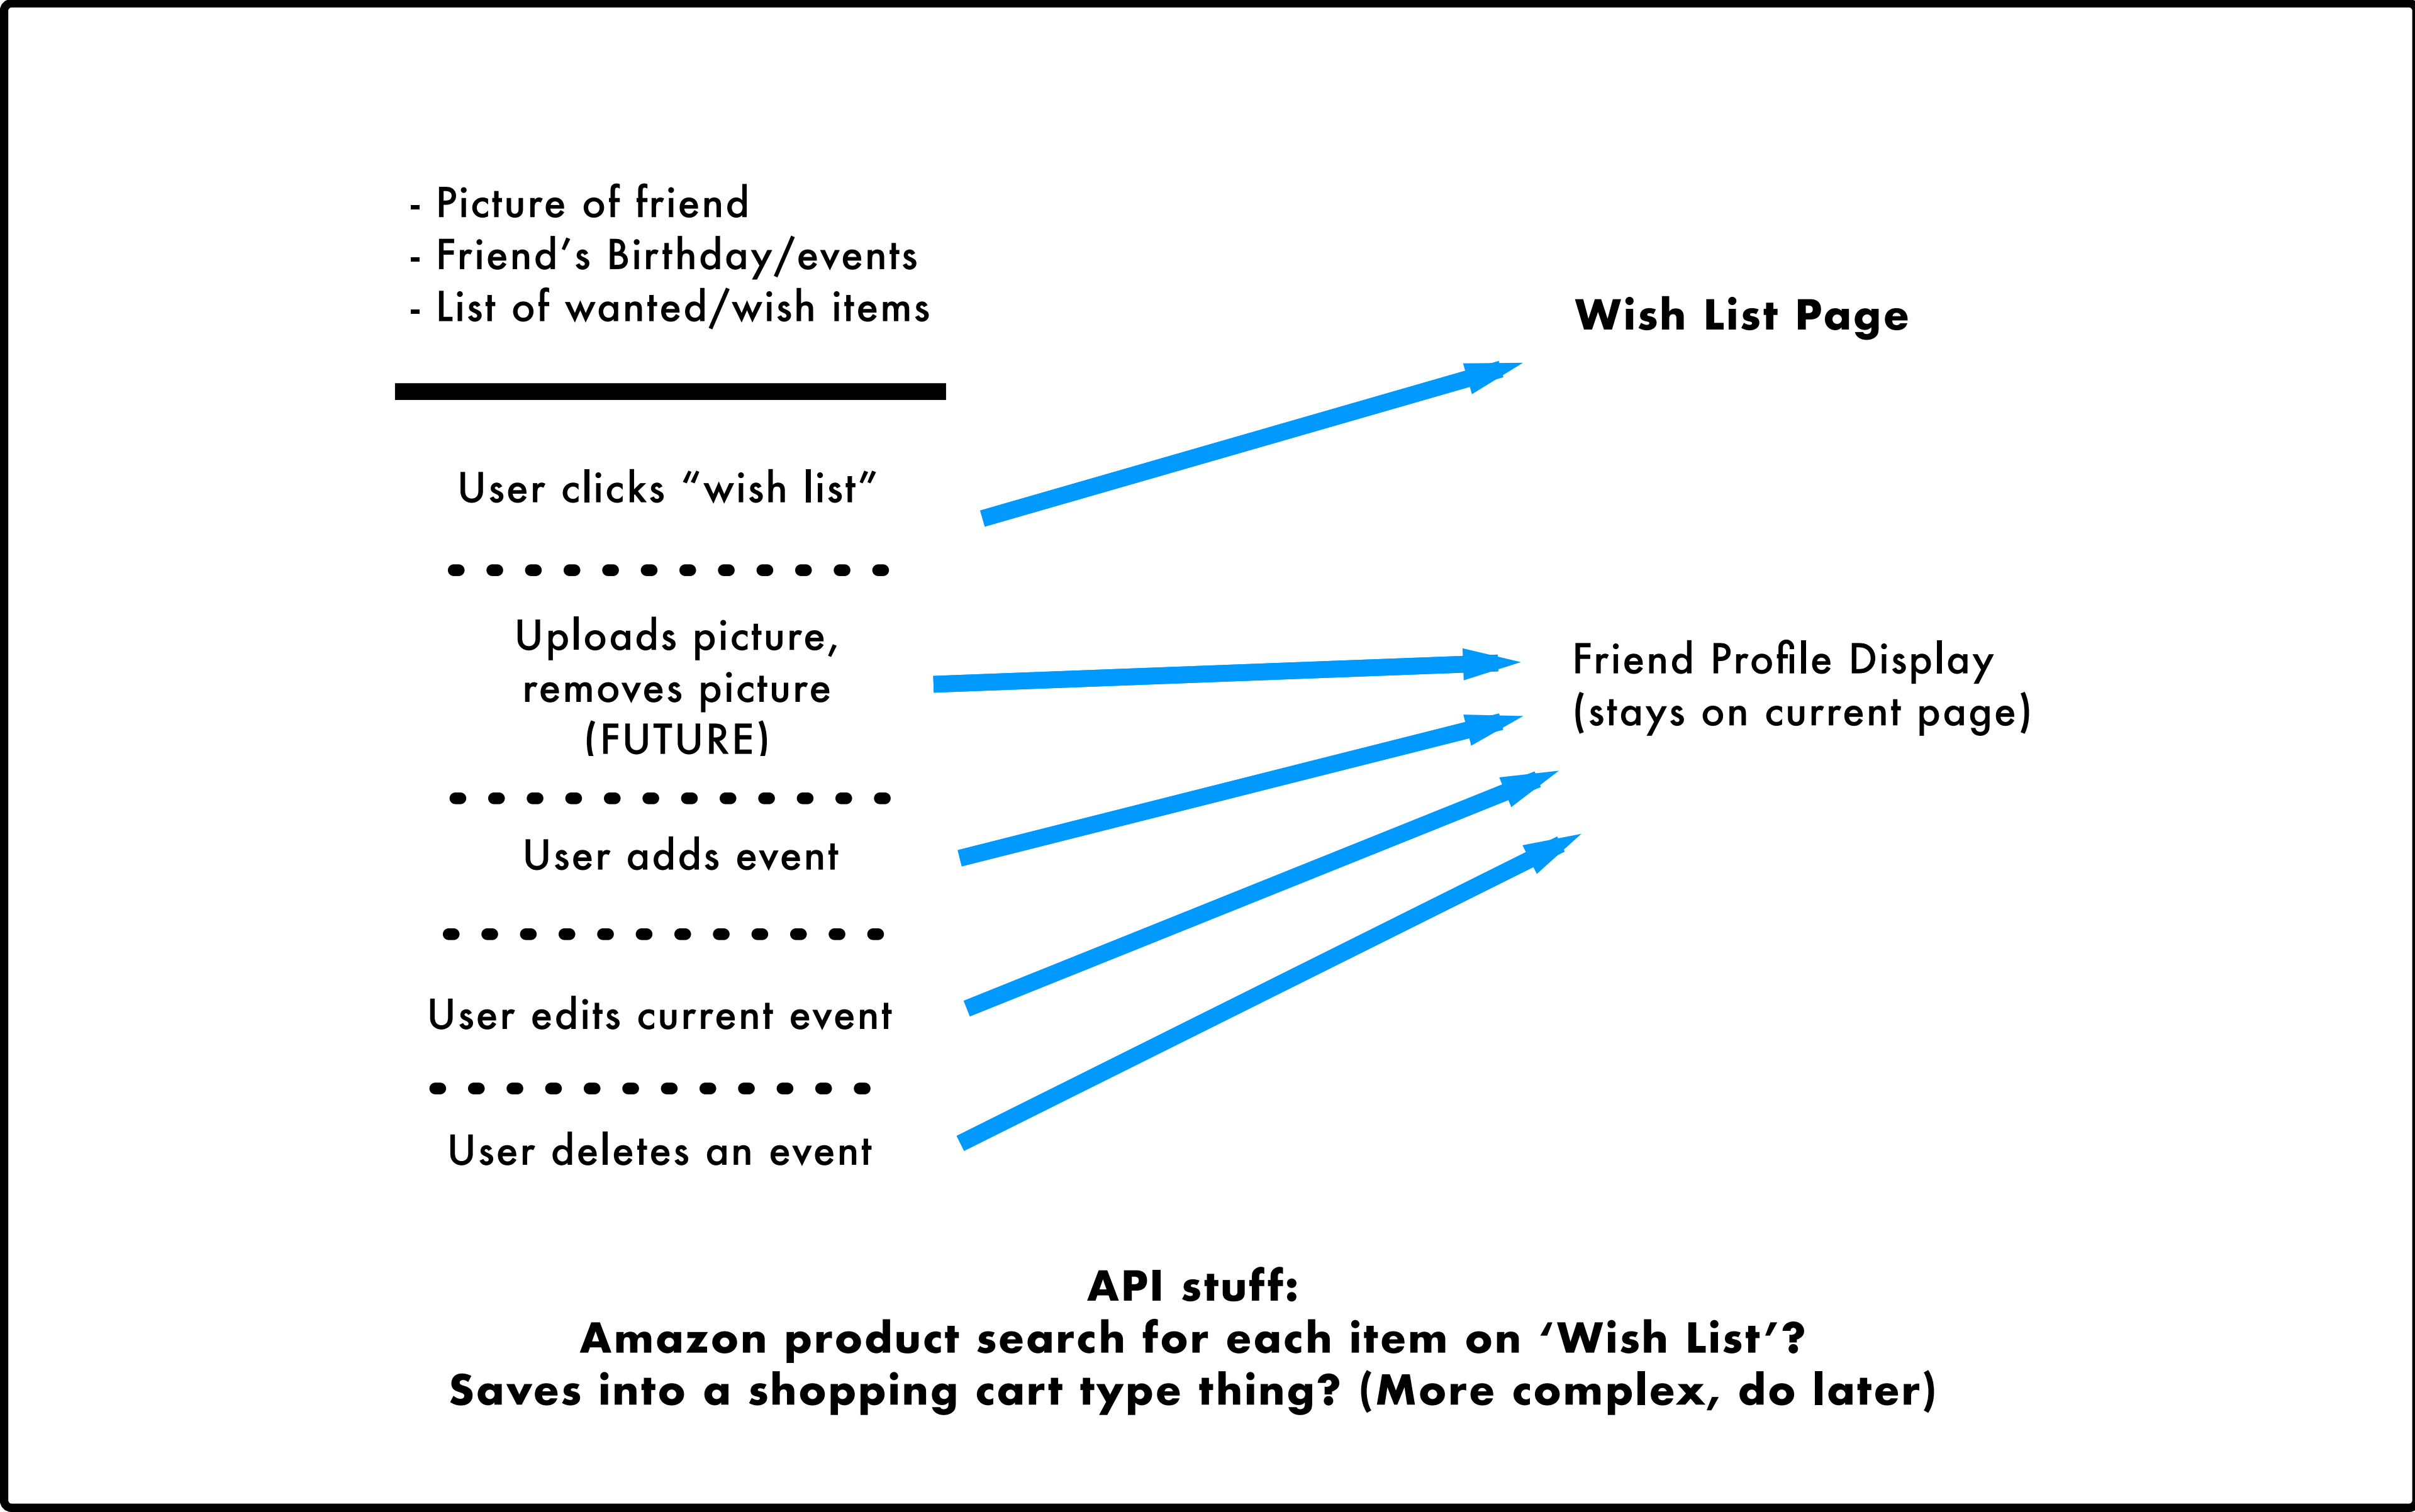 - Picture of friend
- Friend’s Birthday/events
- List of wanted/wish items
Wish List Page
User clicks “wish list”
Uploads picture,
removes picture
(FUTURE)
Friend Profile Display
(stays on current page)
User adds event
User edits current event
User deletes an event
API stuff:
Amazon product search for each item on ‘Wish List’?
Saves into a shopping cart type thing? (More complex, do later)